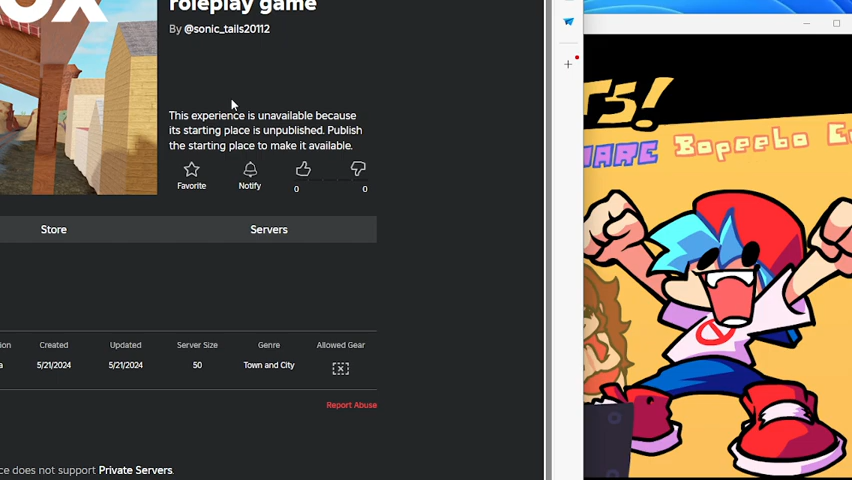 OX
roleplay game
By @sonic_tails20112
This experience is unavailable because
its starting place is unpublished. Publish
the starting place to make it available.
Favorite
Notify
0
0
Store
Servers
Created
Updated
Server Size
Genre
Allowed Gear
5/21/2024
5/21/2024
50
Town and City
Report Abuse
ce does not support Private Servers.
TS!
Bopeebo